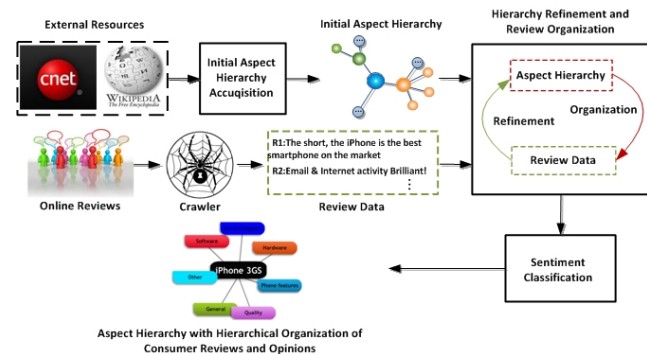 External Resources
cnet
WIKIPEDIA
The Free Encyclopedia
Initial Aspect
Hierarchy
Accuqisition
Initial Aspect Hierarchy
Hierarchy Refinement and
Review Organization
Aspect Hierarchy
Organization
Refinement
Review Data
Online Reviews
Crawler
R1:The short, the iPhone is the best
smartphone on the market
R2:Email & Internet activity Brilliant!
Review Data
Software
Hardware
Other
iPhone 3GS
Phone features
General
Quality
Sentiment
Classification
Aspect Hierarchy with Hierarchical Organization of
Consumer Reviews and Opinions